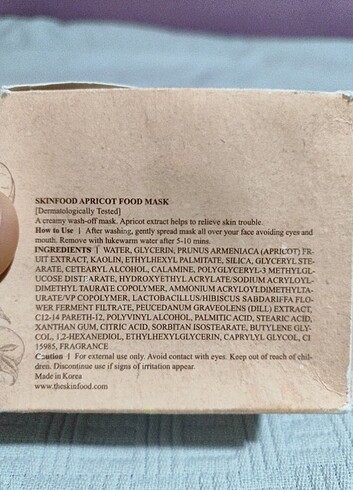 SKINFOOD APRICOT FOOD MASK
[Dermatologically Tested]
A creamy wash-off mask. Apricot extract helps to relieve skin trouble.
How to Use | After washing, gently spread mask all over your face avoiding eyes and
mouth. Remove with lukewarm water after 5-10 mins.
INGREDIENTS | WATER, GLYCERIN, PRUNUS ARMENIACA (APRICOT) FR-
UIT EXTRACT, KAOLIN, ETHYLHEXYL PALMITATE, SILICA, GLYCERYL STE-
ARATE, CETEARYL ALCOHOL, CALAMINE, POLYGLYCERYL-3 METHYLGL-
UCOSE DISTEARATE, HYDROXYETHYL ACRYLATE/SODIUM ACRYLOYL-
DIMETHYL TAURATE COPOLYMER, AMMONIUM ACRYLOYLDIMETHYLTA-
URATE/VP COPOLYMER, LACTOBACILLUS/HIBISCUS SABDARIFFA FLO-
WER FERMENT FILTRATE, PEUCEDANUM GRAVEOLENS (DILL) EXTRACT,
C12-14 PARETH-12, POLYVINYL ALCOHOL, PALMITIC ACID, STEARIC ACID,
XANTHAN GUM, CITRIC ACID, SORBITAN ISOSTEARATE, BUTYLENE GLY-
COL, 1,2-HEXANEDIOL, ETHYLHEXYLGLYCERIN, CAPRYLYL GLYCOL, CI
15985, FRAGRANCE
Caution | For external use only. Avoid contact with eyes. Keep out of reach of chil-
dren. Discontinue use if signs of irritation appear.
Made in Korea
www.theskinfood.com